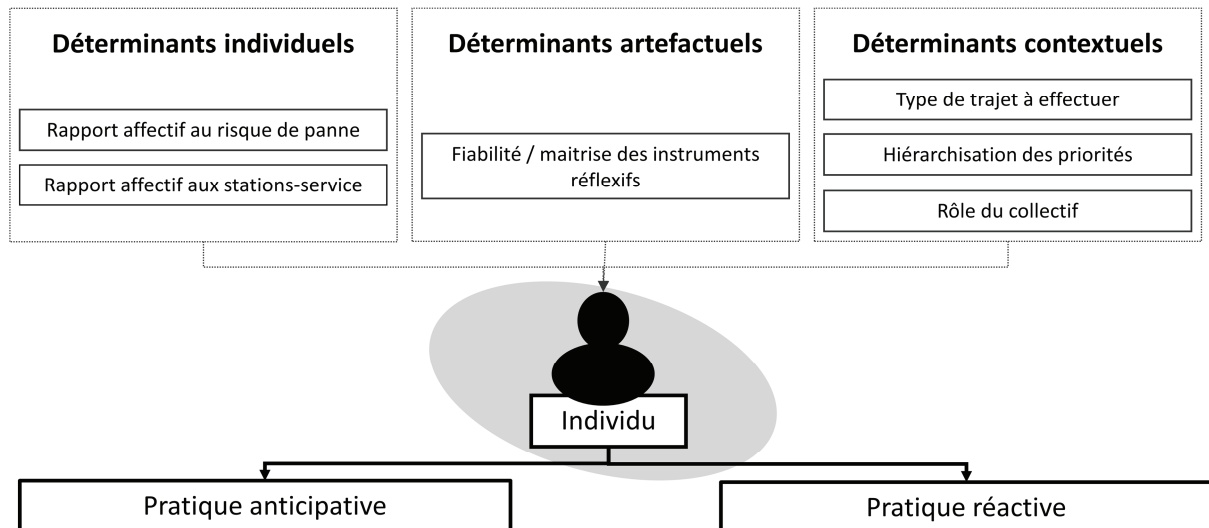 Déterminants individuels
Rapport affectif au risque de panne
Rapport affectif aux stations-service
Déterminants artefactuels
Fiabilité / maitrise des instruments
réflexifs
Déterminants contextuels
Type de trajet à effectuer
Hiérarchisation des priorités
Rôle du collectif
Individu
Pratique anticipative
Pratique réactive